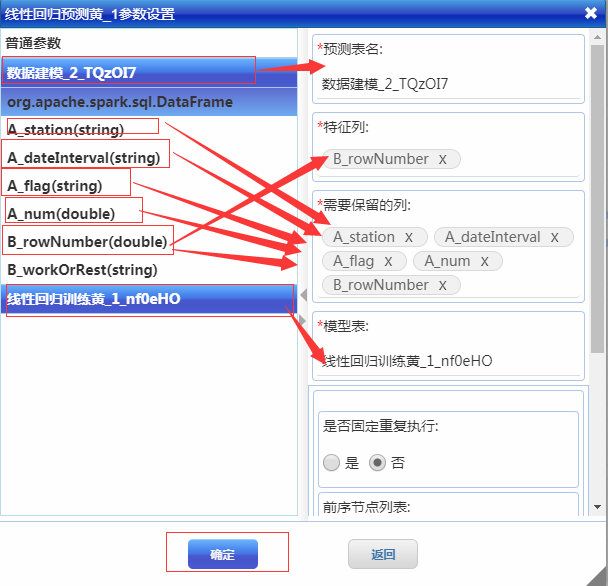 线性回归预测黄_1参数设置
普通参数
数据建模_2_TQzOI7
org.apache.spark.sql.DataFrame
A_station(string)
A_dateInterval(string)
A_flag(string)
A_num(double)
B_rowNumber(double)
B_workOrRest(string)
线性回归训练黄_1_nf0eHO
*预测表名:
数据建模_2_TQzOI7
*特征列:
B_rowNumber x
*需要保留的列:
A_station x A_dateInterval x
A_flag x A_num x
B_rowNumber x
*模型表:
线性回归训练黄_1_nf0eHO
是否固定重复执行:
是 否
前序节点列表:
确定 返回